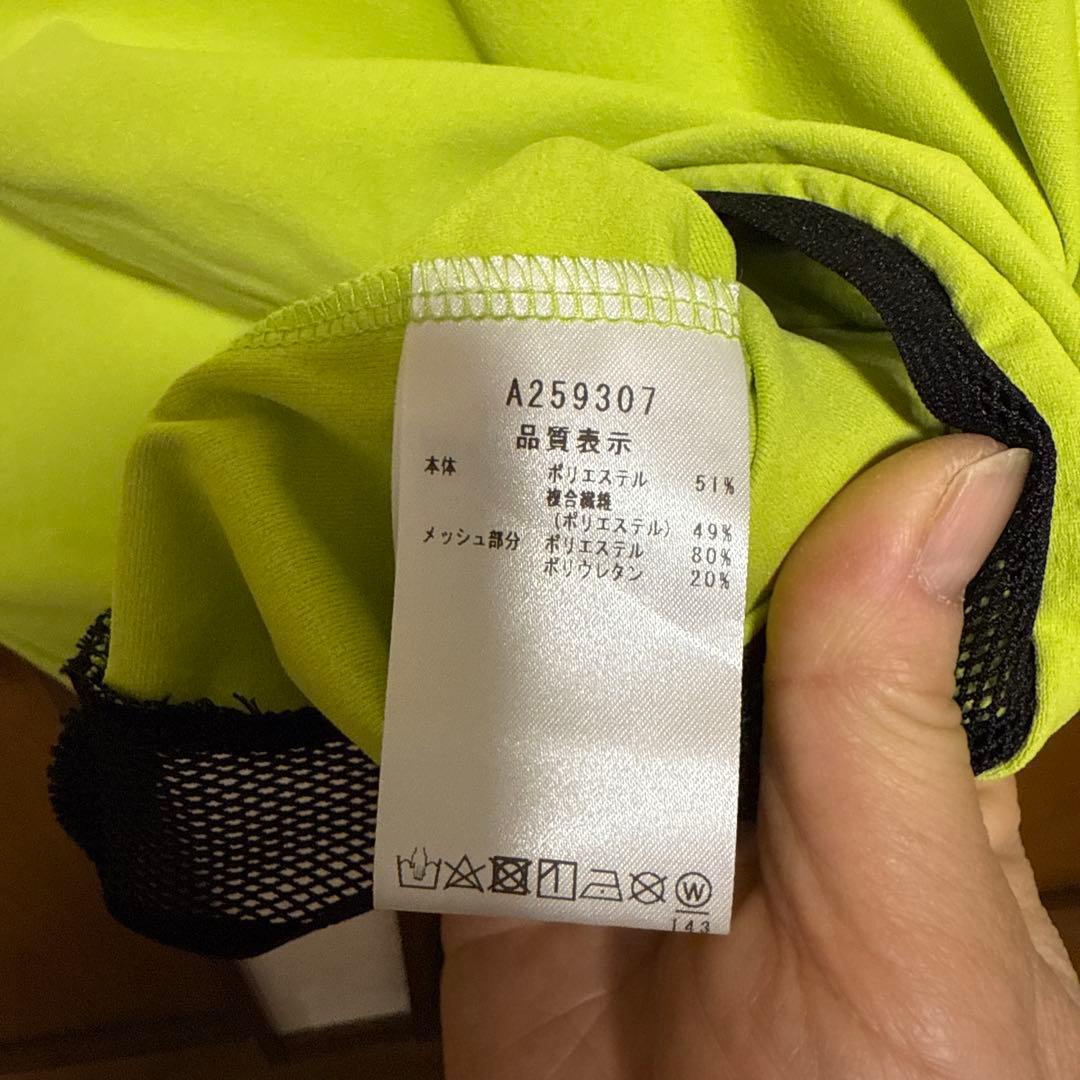 A259307
品質表示
本体 ポリエステル 51%
複合繊維
(ポリエステル) 49%
メッシュ部分 ポリエステル 80%
ポリウレタン 20%
W
143